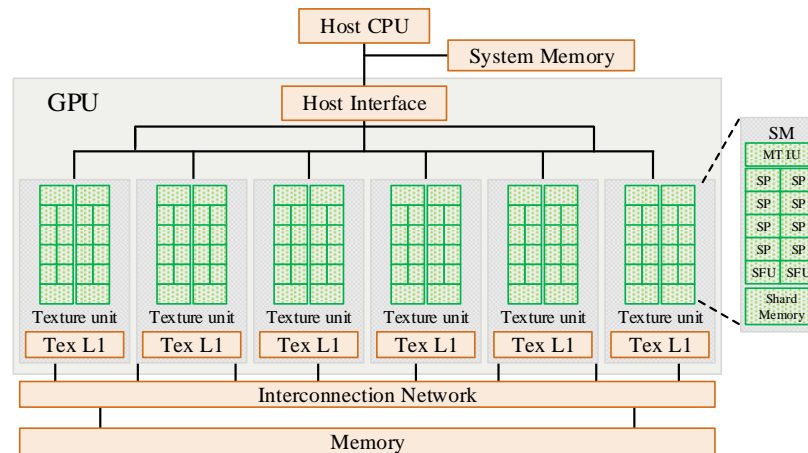 Host CPU
System Memory
GPU
Host Interface
SM
MT IU
SP SP
SP SP
SP SP
SP SP
SFU SFU
Shard
Memory
Texture unit Texture unit Texture unit Texture unit Texture unit Texture unit
Tex L1 Tex L1 Tex L1 Tex L1 Tex L1 Tex L1
Interconnection Network
Memory